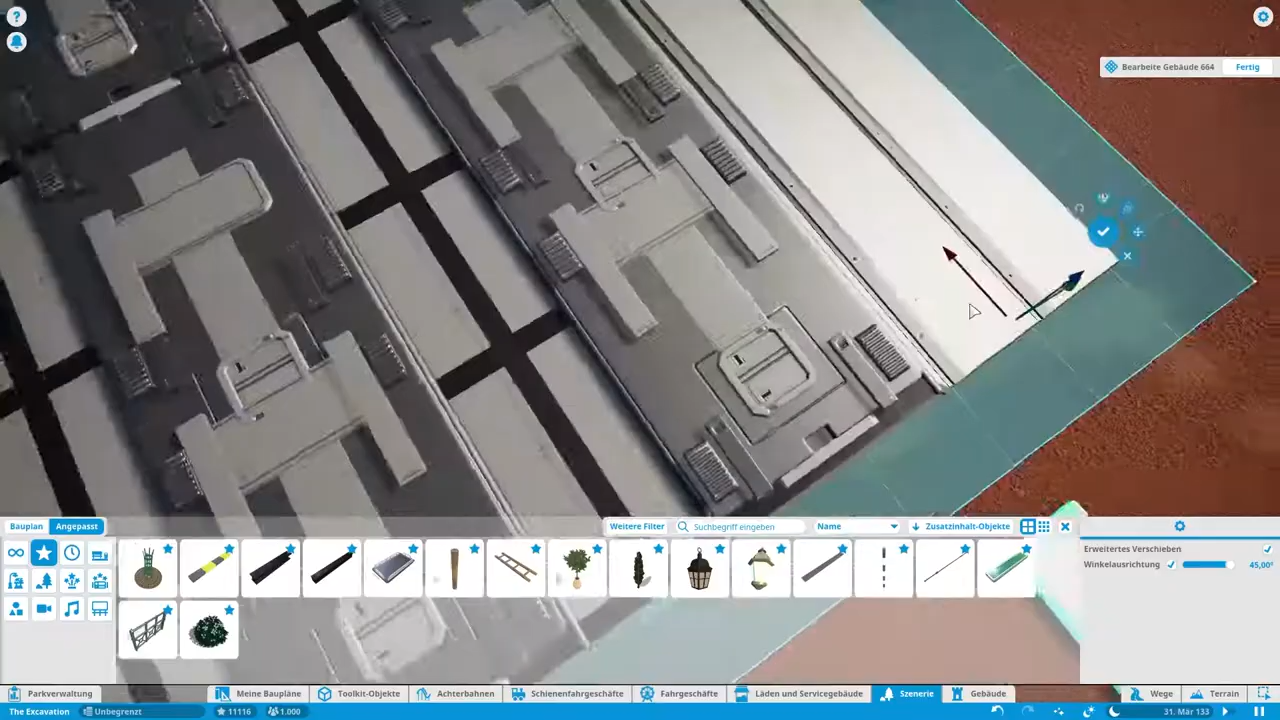 Bearbeite Gebäude 664 Fertig
Bauplan Angepasst Weitere Filter Suchbegriff eingeben Name Zusatzinhalt-Objekte
Erweitertes Verschieben
Winkelausrichtung 45,00°
Parkverwaltung Meine Baupläne Toolkit-Objekte Achterbahnen Schienenfahrgeschäfte Fahrgeschäfte Läden und Servicegebäude Szenerie Gebäude Wege Terrain
The Excavation Unbegrenzt 11116 1.000 31. Mär 133